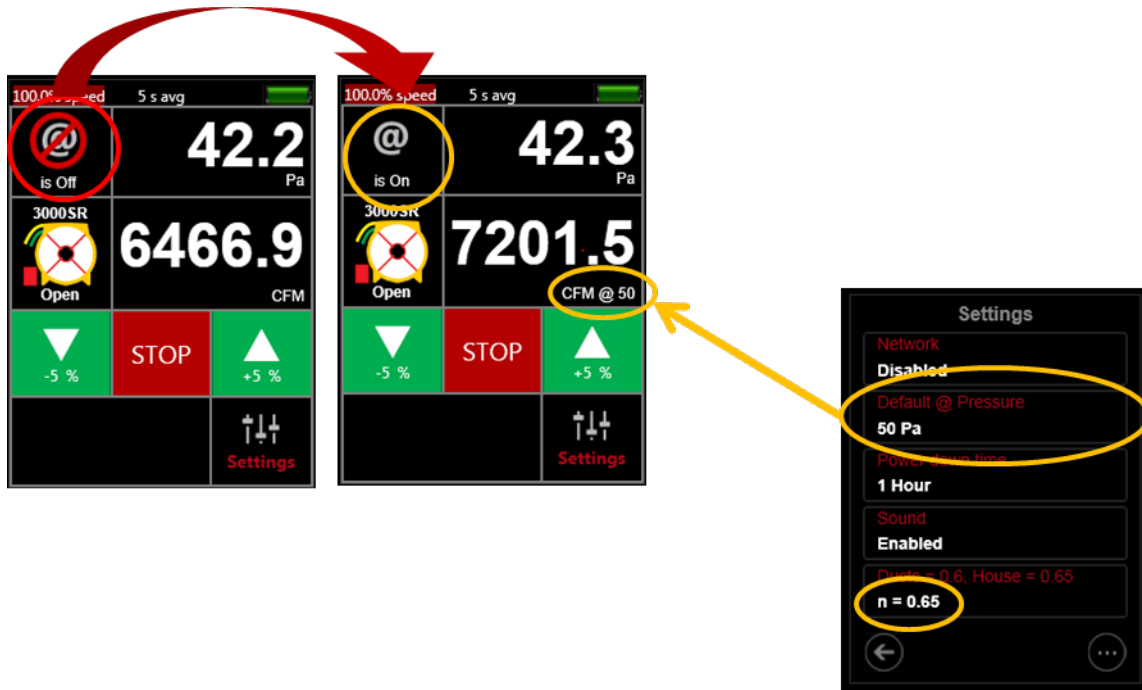 100.0% speed 5 s avg
@
is Off
42.2
Pa
3000SR
Open
6466.9
CFM
-5 %
STOP
+5 %
Settings
100.0% speed 5 s avg
@
is On
42.3
Pa
3000SR
Open
7201.5
CFM @ 50
-5 %
STOP
+5 %
Settings
Settings
Network
Disabled
Default @ Pressure
50 Pa
Power down time
1 Hour
Sound
Enabled
Ducts = 0.6, House = 0.65
n = 0.65